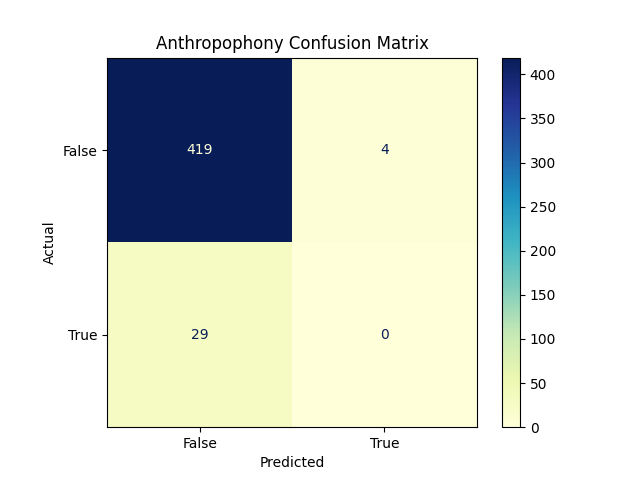 Anthropophony Confusion Matrix
419
4
29
0
False
True
Actual
False
True
Predicted
400
350
300
250
200
150
100
50
0